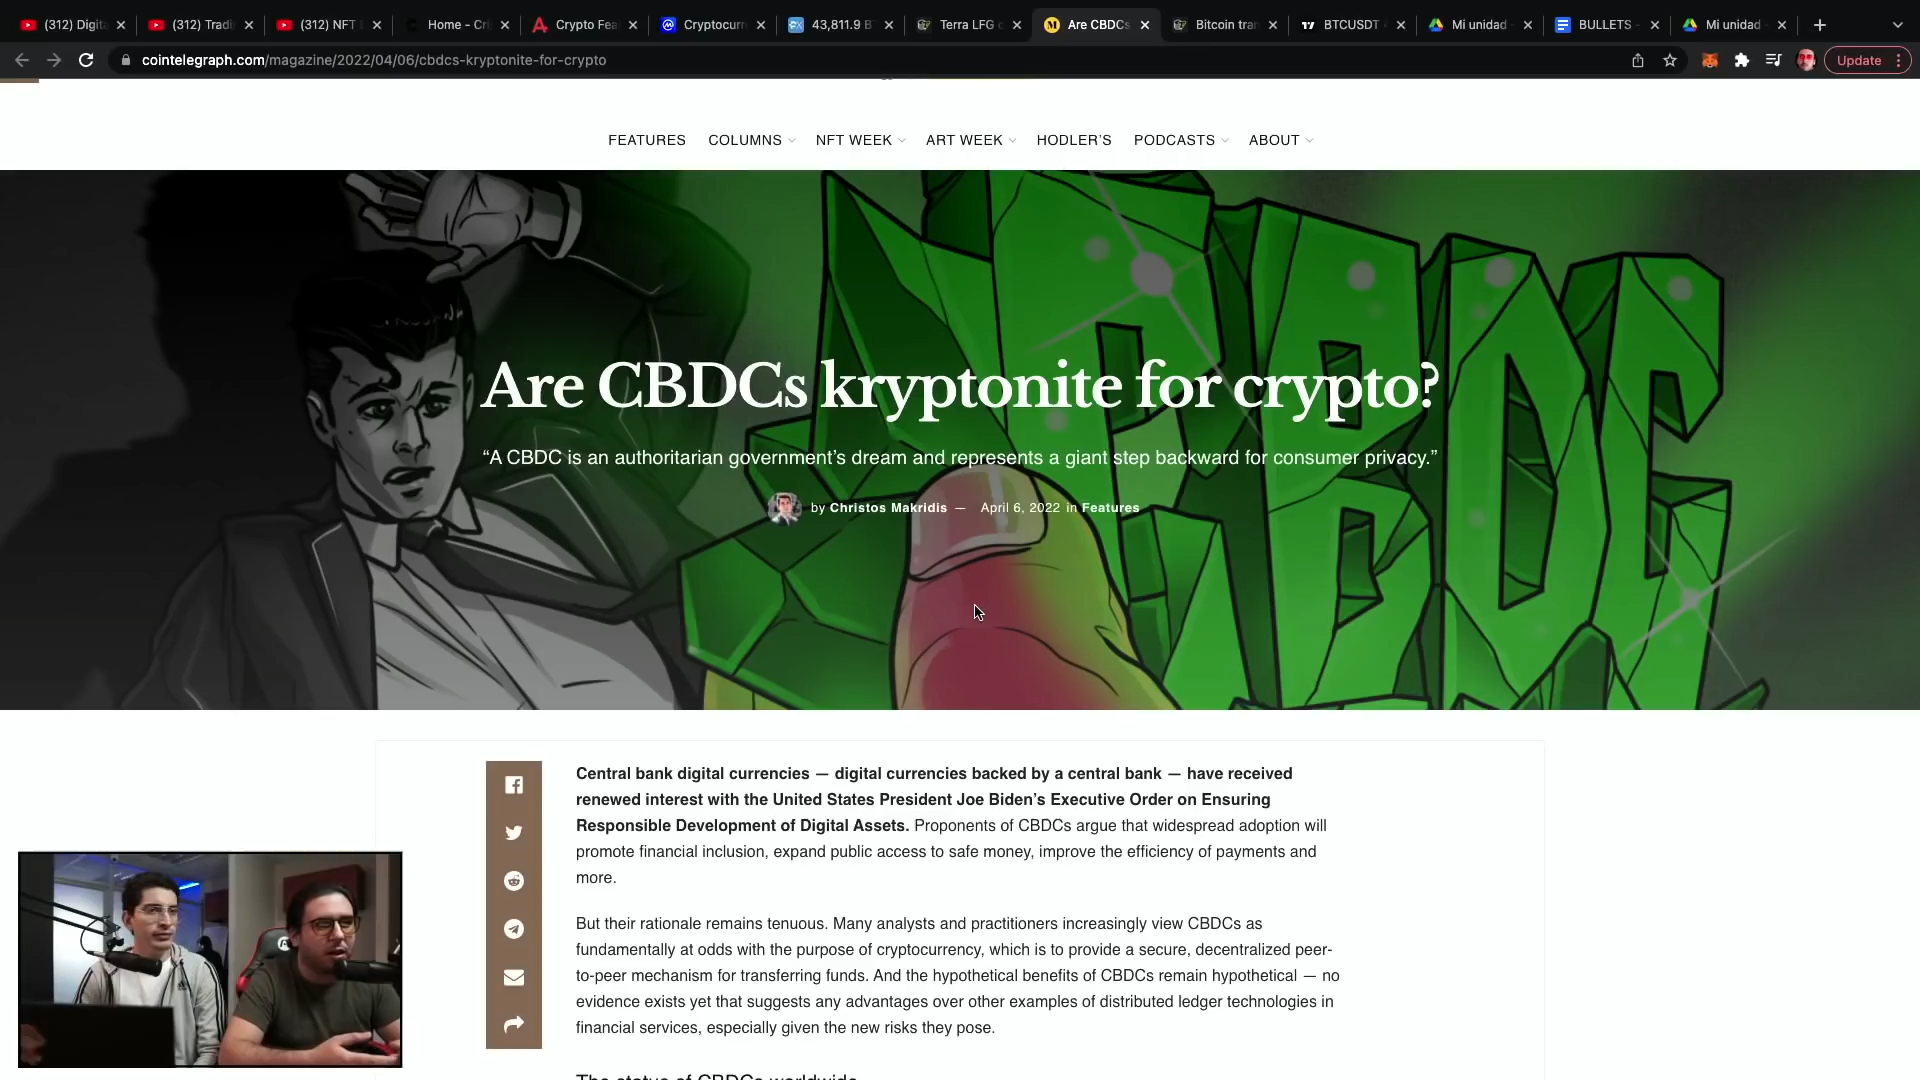 (312) Digita
(312) Tradi
(312) NFT
Home - Cri
Crypto Fea
Cryptocurr
43,811.9 B
Terra LFG c
Are CBDCs
Bitcoin tran
BTCUSDT
Mi unidad -
BULLETS -
Mi unidad -
cointelegraph.com/magazine/2022/04/06/cbdcs-kryptonite-for-crypto
Update
FEATURES COLUMNS NFT WEEK ART WEEK HODLER'S PODCASTS ABOUT
CBDC
Are CBDCs kryptonite for crypto?
“A CBDC is an authoritarian government’s dream and represents a giant step backward for consumer privacy.”
by Christos Makridis — April 6, 2022 in Features
Central bank digital currencies — digital currencies backed by a central bank — have received
renewed interest with the United States President Joe Biden’s Executive Order on Ensuring
Responsible Development of Digital Assets. Proponents of CBDCs argue that widespread adoption will
promote financial inclusion, expand public access to safe money, improve the efficiency of payments and
more.
But their rationale remains tenuous. Many analysts and practitioners increasingly view CBDCs as
fundamentally at odds with the purpose of cryptocurrency, which is to provide a secure, decentralized peer-
to-peer mechanism for transferring funds. And the hypothetical benefits of CBDCs remain hypothetical — no
evidence exists yet that suggests any advantages over other examples of distributed ledger technologies in
financial services, especially given the new risks they pose.
The status of CBDCs worldwide